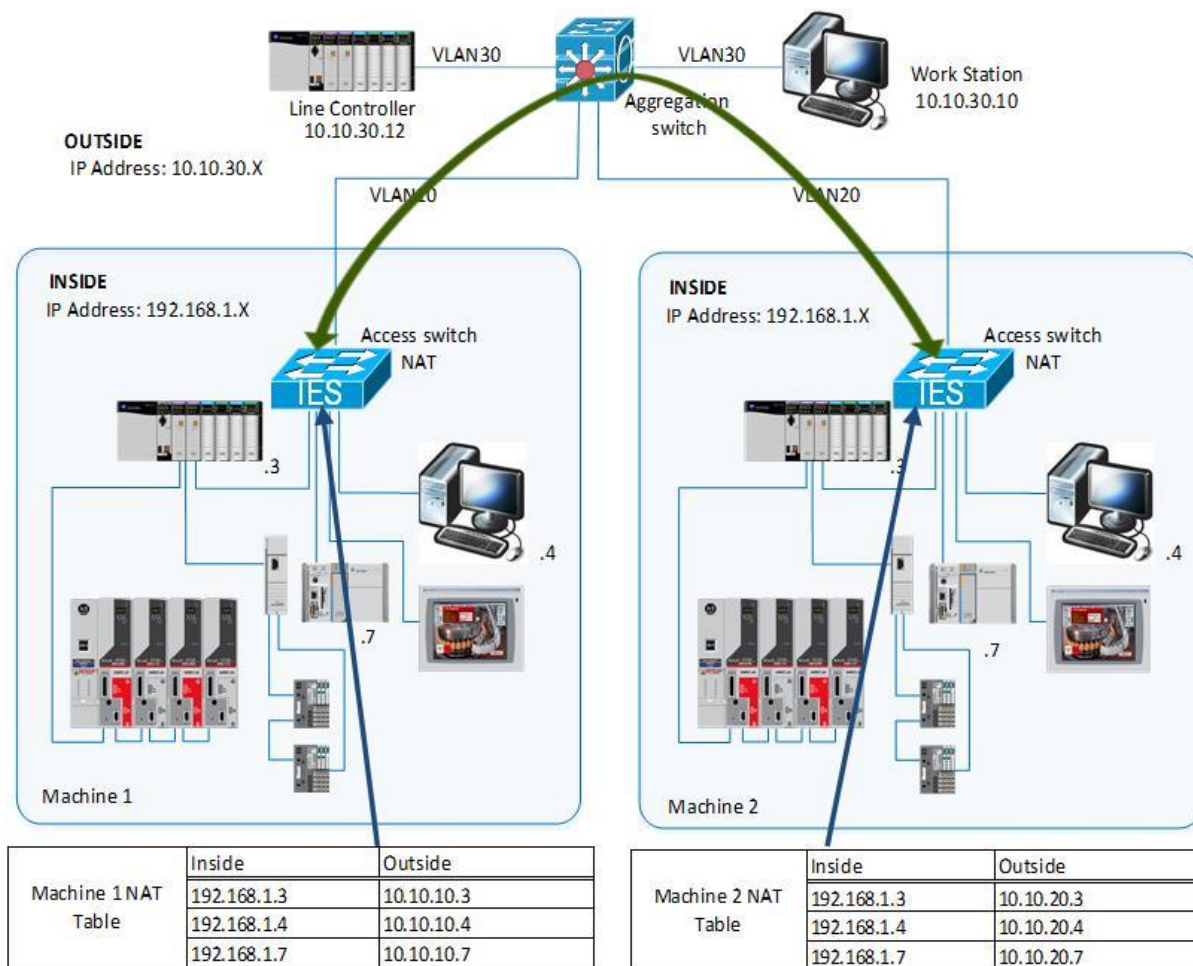 VLAN30
VLAN30
Line Controller
10.10.30.12
Aggregation
switch
Work Station
10.10.30.10
OUTSIDE
IP Address: 10.10.30.X
VLAN10
VLAN20
INSIDE
IP Address: 192.168.1.X
Access switch
NAT
IES
.3
.4
.7
Machine 1
INSIDE
IP Address: 192.168.1.X
Access switch
NAT
IES
.3
.4
.7
Machine 2
Machine 1 NAT
Table
Inside Outside
192.168.1.3 10.10.10.3
192.168.1.4 10.10.10.4
192.168.1.7 10.10.10.7
Machine 2 NAT
Table
Inside Outside
192.168.1.3 10.10.20.3
192.168.1.4 10.10.20.4
192.168.1.7 10.10.20.7